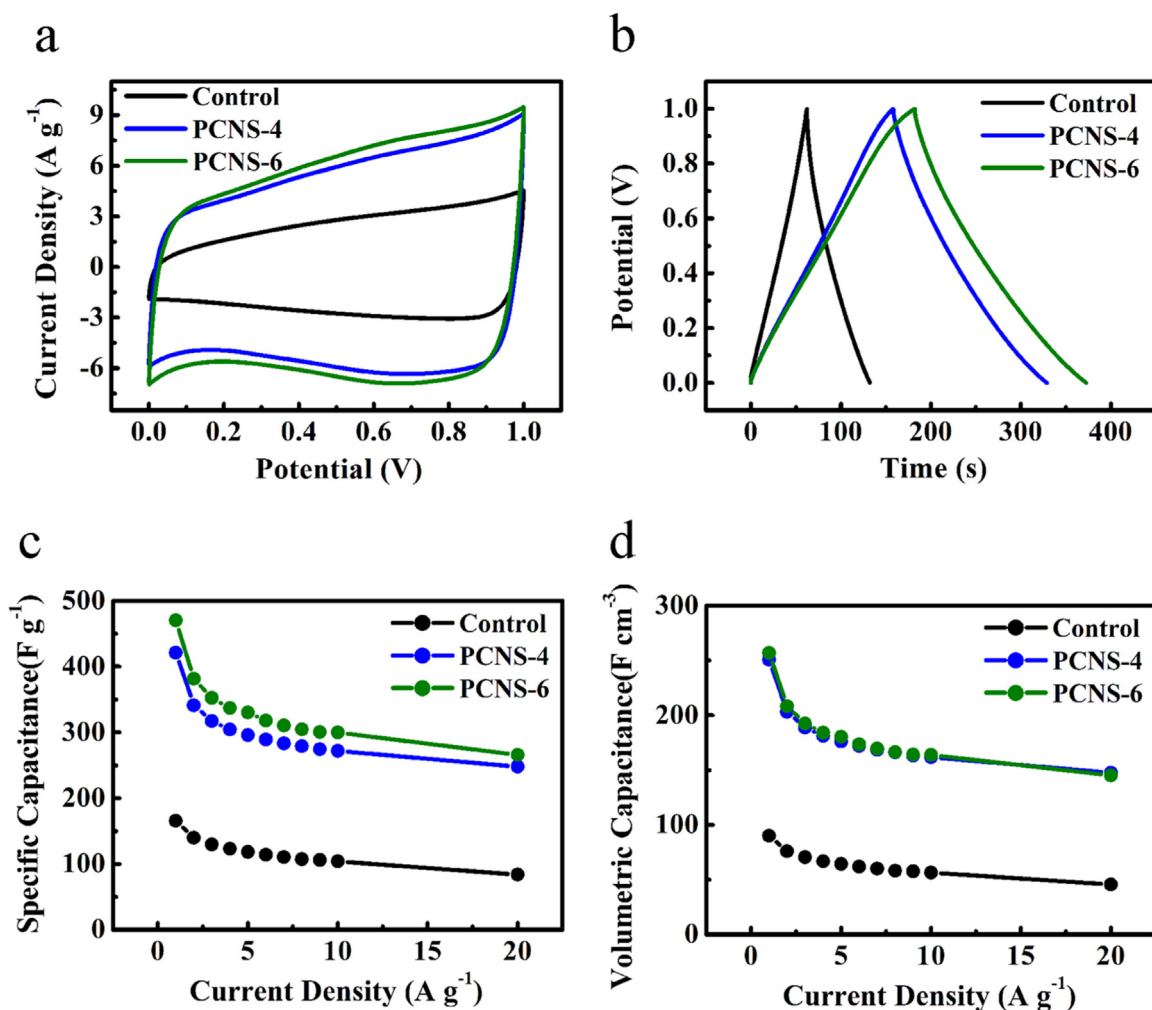 a
9
6
3
0
-3
-6
Current Density (A g⁻¹)
Control
PCNS-4
PCNS-6
0.0 0.2 0.4 0.6 0.8 1.0
Potential (V)
b
1.0
0.8
0.6
0.4
0.2
0.0
Potential (V)
Control
PCNS-4
PCNS-6
0 100 200 300 400
Time (s)
c
500
400
300
200
100
0
Specific Capacitance(F g⁻¹)
Control
PCNS-4
PCNS-6
0 5 10 15 20
Current Density (A g⁻¹)
d
300
200
100
0
Volumetric Capacitance(F cm⁻³)
Control
PCNS-4
PCNS-6
0 5 10 15 20
Current Density (A g⁻¹)